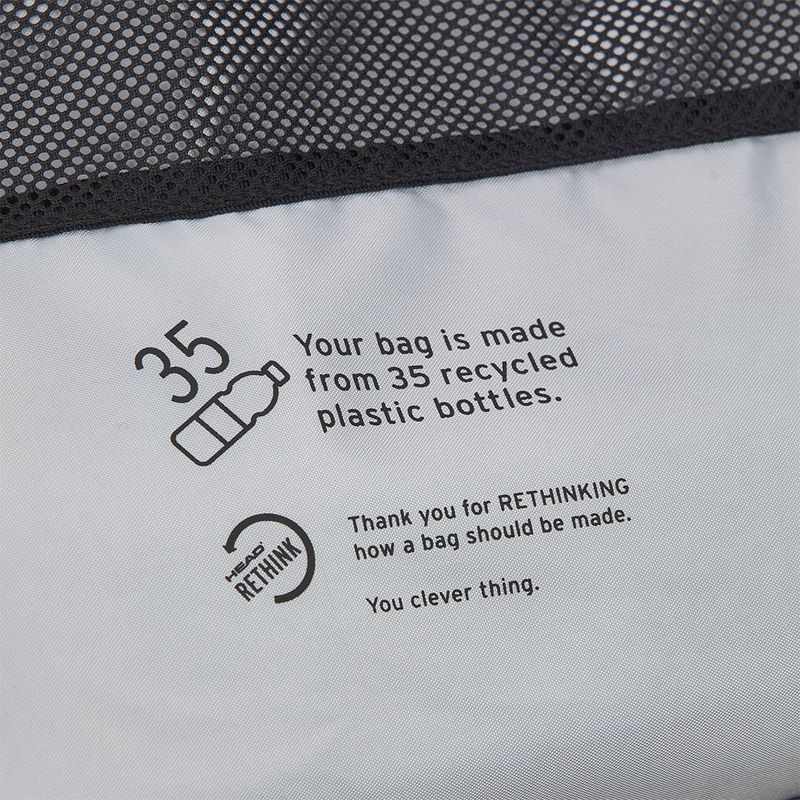 35
Your bag is made
from 35 recycled
plastic bottles.
HEAD
RETHINK
Thank you for RETHINKING
how a bag should be made.
You clever thing.